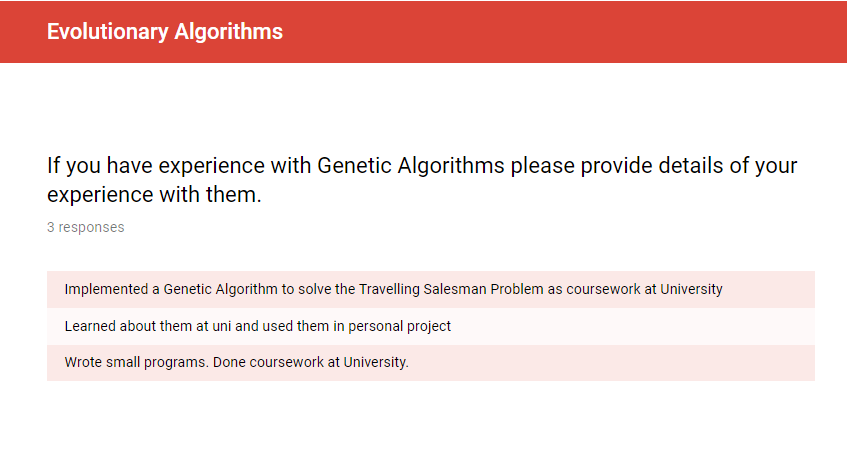 Evolutionary Algorithms
If you have experience with Genetic Algorithms please provide details of your
experience with them.
3 responses
Implemented a Genetic Algorithm to solve the Travelling Salesman Problem as coursework at University
Learned about them at uni and used them in personal project
Wrote small programs. Done coursework at University.